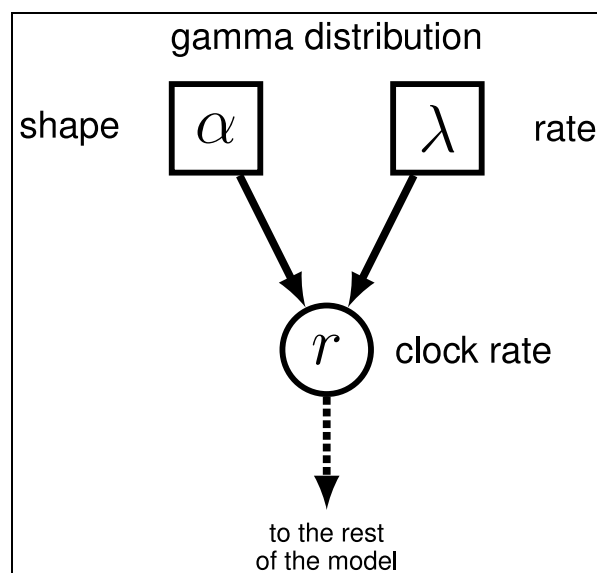 gamma distribution
shape α λ rate
r clock rate
to the rest
of the model